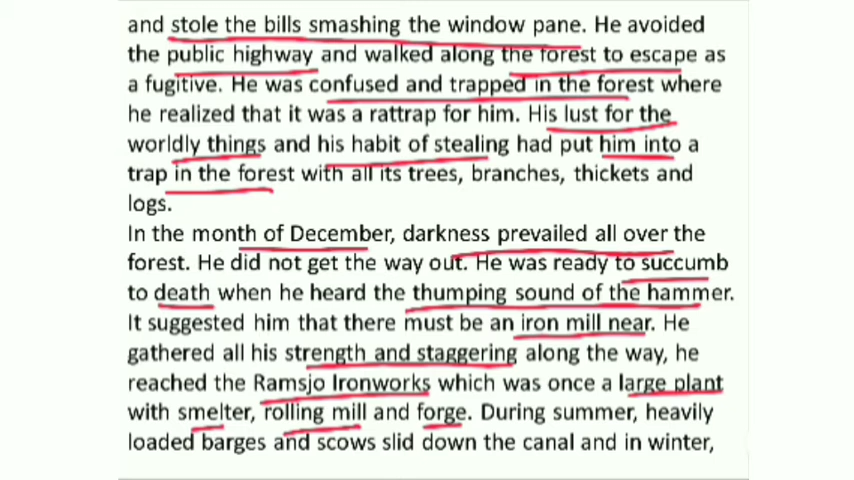 and stole the bills smashing the window pane. He avoided
the public highway and walked along the forest to escape as
a fugitive. He was confused and trapped in the forest where
he realized that it was a rattrap for him. His lust for the
worldly things and his habit of stealing had put him into a
trap in the forest with all its trees, branches, thickets and
logs.
In the month of December, darkness prevailed all over the
forest. He did not get the way out. He was ready to succumb
to death when he heard the thumping sound of the hammer.
It suggested him that there must be an iron mill near. He
gathered all his strength and staggering along the way, he
reached the Ramsjo Ironworks which was once a large plant
with smelter, rolling mill and forge. During summer, heavily
loaded barges and scows slid down the canal and in winter,